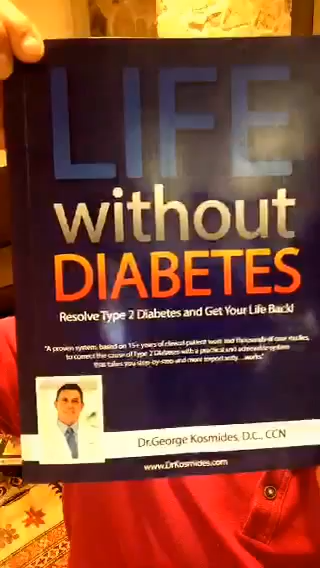 LIFE
without
DIABETES
Resolve Type 2 Diabetes and Get Your Life Back!
"A proven system, based on 15+ years of clinical patient work and thousands of case studies,
to correct the cause of Type 2 Diabetes with a practical and achievable system
that takes you step-by-step and more importantly....works"
Dr.George Kosmides, D.C., CCN
www.DrKosmides.com